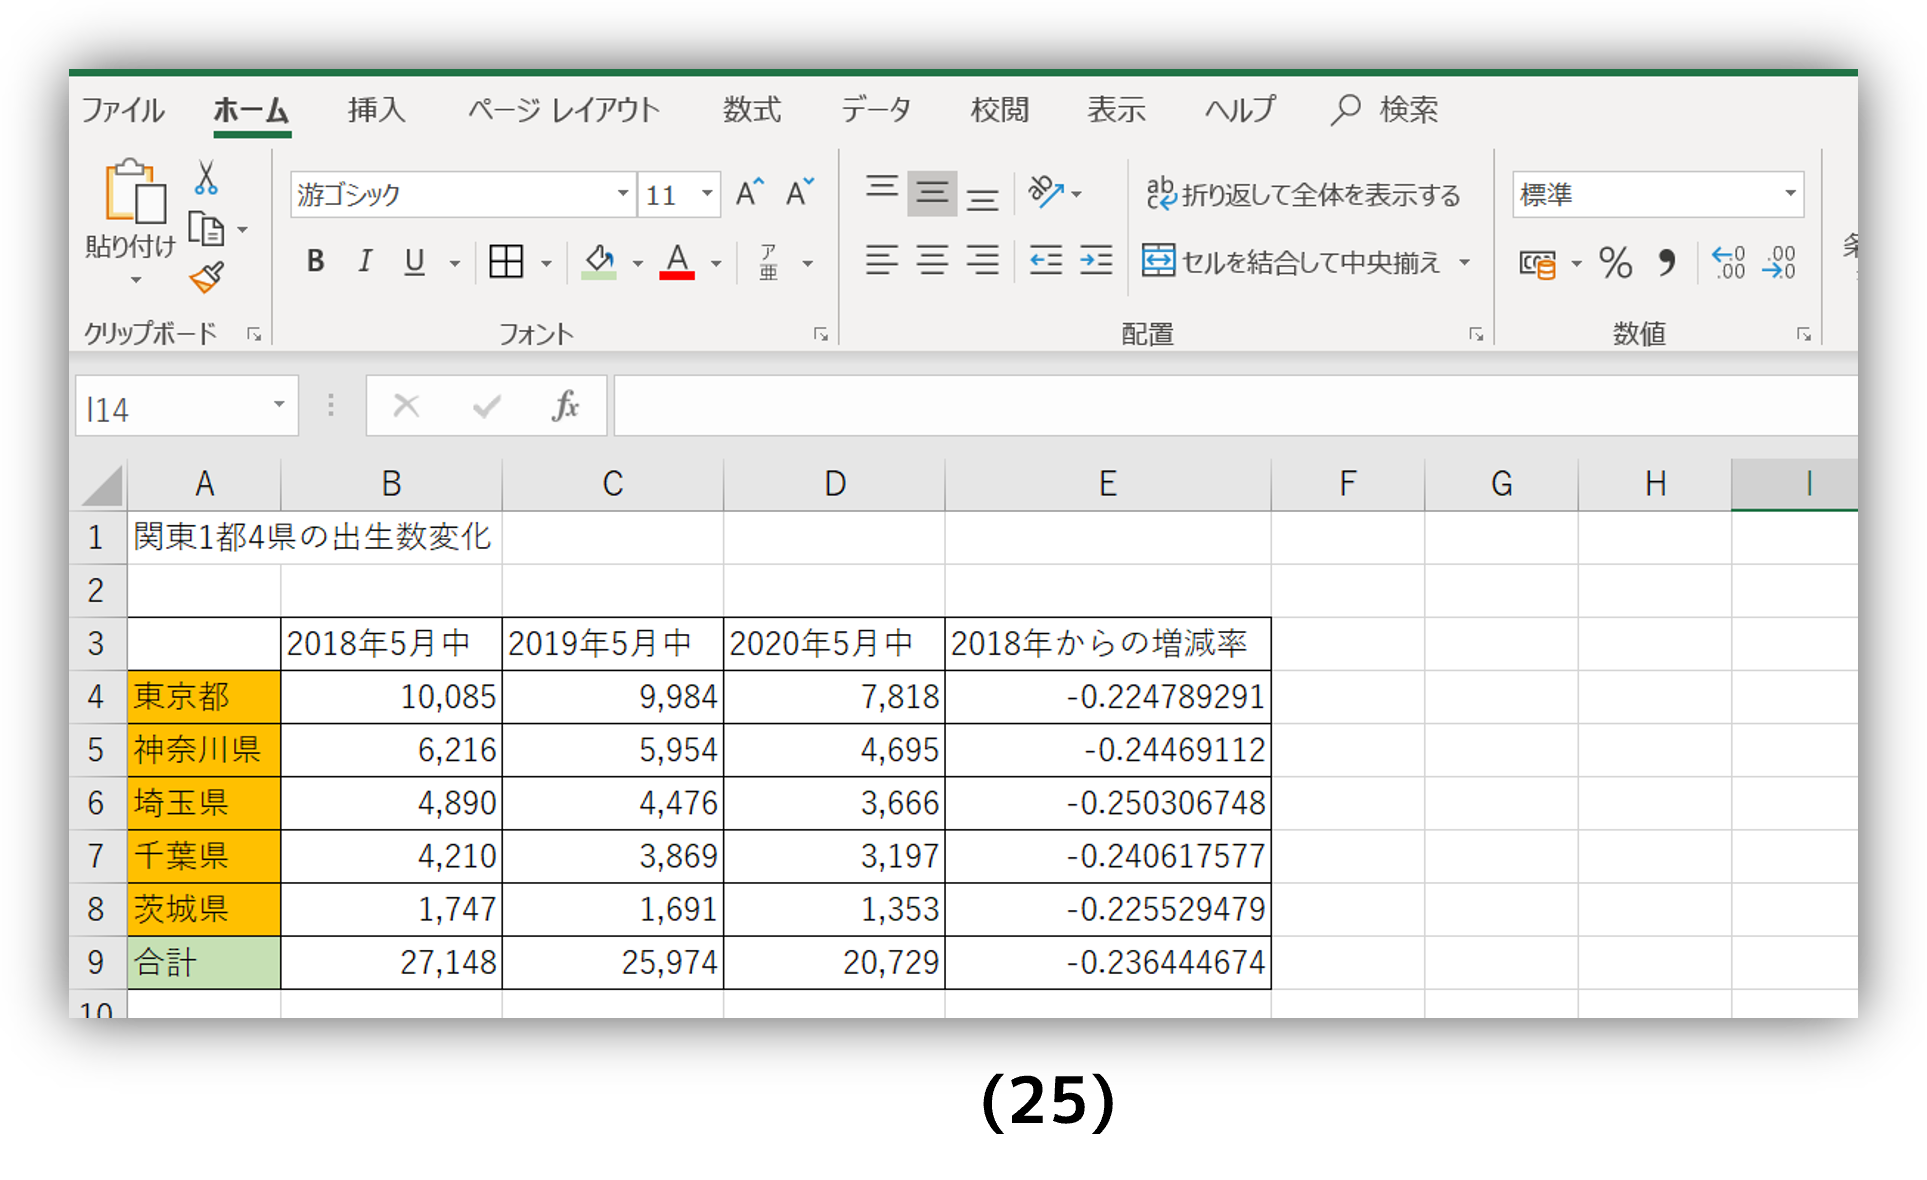 ファイル ホーム 挿入 ページ レイアウト 数式 データ 校閲 表示 ヘルプ 検索
游ゴシック 11 A A ab 折り返して全体を表示する 標準
貼り付け B I U A ア亜 セルを結合して中央揃え % 条
クリップボード フォント 配置 数値
I14 fx
A B C D E F G H I
1 関東1都4県の出生数変化
2
3 2018年5月中 2019年5月中 2020年5月中 2018年からの増減率
4 東京都 10,085 9,984 7,818 -0.224789291
5 神奈川県 6,216 5,954 4,695 -0.24469112
6 埼玉県 4,890 4,476 3,666 -0.250306748
7 千葉県 4,210 3,869 3,197 -0.240617577
8 茨城県 1,747 1,691 1,353 -0.225529479
9 合計 27,148 25,974 20,729 -0.236444674
10
(25)